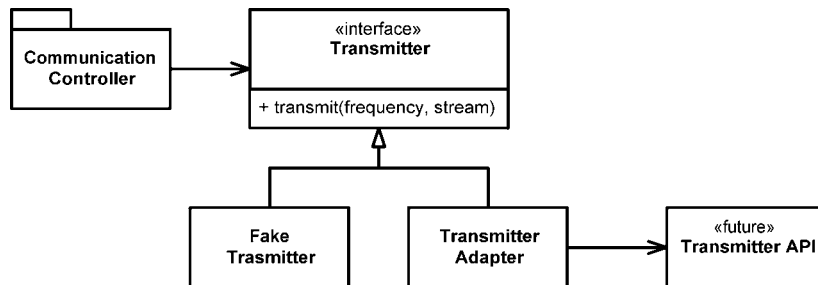 Communication
Controller
«interface»
Transmitter
+ transmit(frequency, stream)
Fake
Trasmitter
Transmitter
Adapter
«future»
Transmitter API